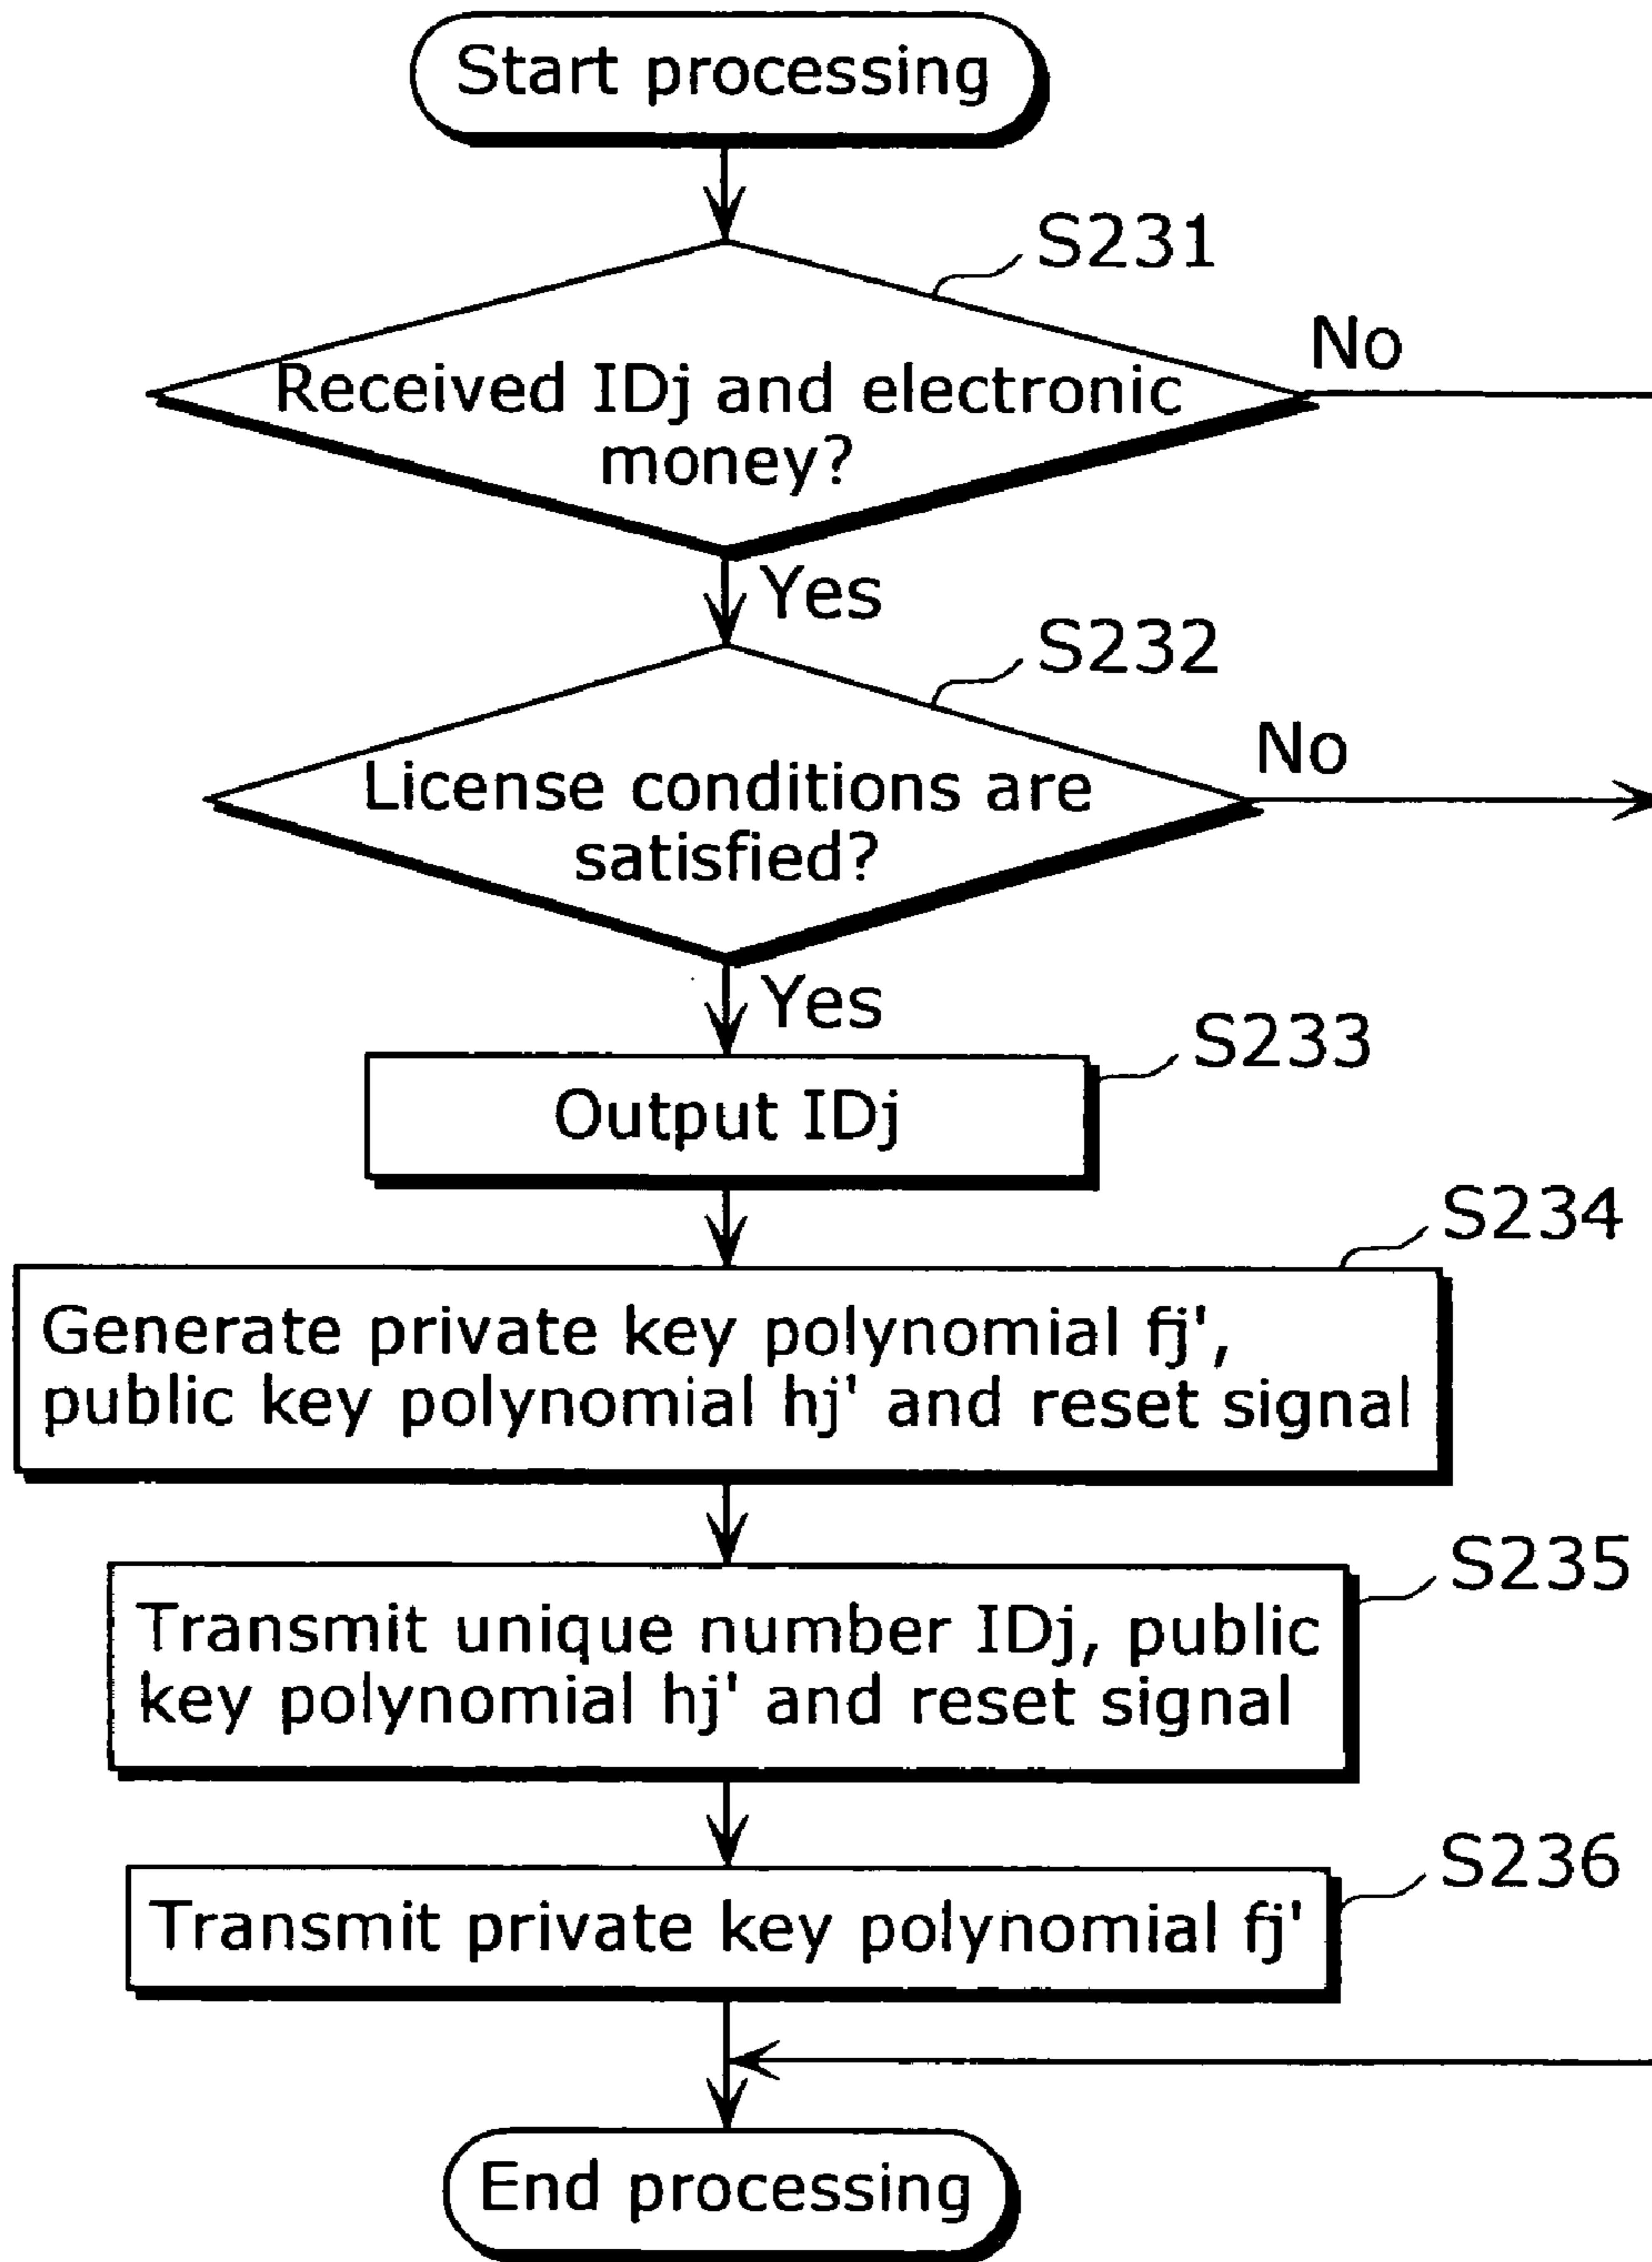 Start processing
S231
No
Received IDj and electronic
money?
Yes
S232
No
License conditions are
satisfied?
Yes
S233
Output IDj
S234
Generate private key polynomial fj',
public key polynomial hj' and reset signal
S235
Transmit unique number IDj, public
key polynomial hj' and reset signal
S236
Transmit private key polynomial fj'
End processing